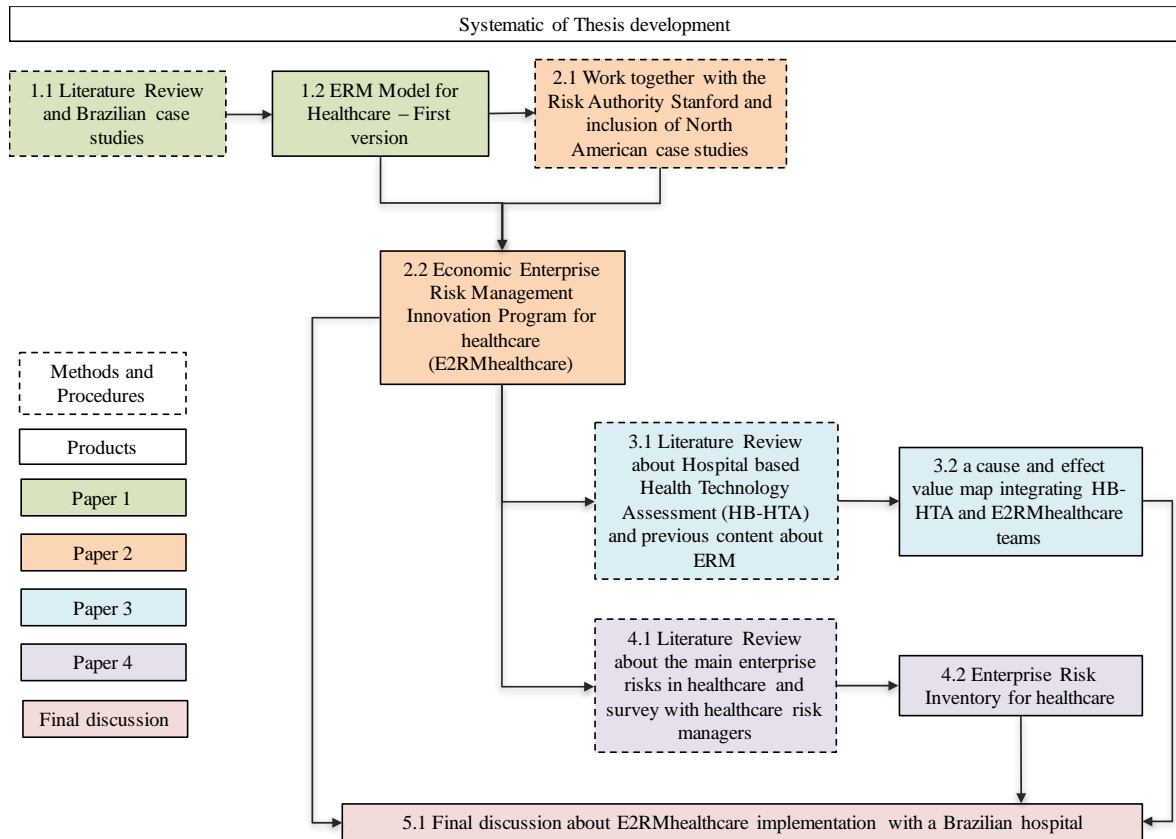 Systematic of Thesis development
1.1 Literature Review
and Brazilian case
studies
1.2 ERM Model for
Healthcare – First
version
2.1 Work together with the
Risk Authority Stanford and
inclusion of North
American case studies
2.2 Economic Enterprise
Risk Management
Innovation Program for
healthcare
(E2RMhealthcare)
Methods and
Procedures
Products
Paper 1
Paper 2
Paper 3
Paper 4
Final discussion
3.1 Literature Review
about Hospital based
Health Technology
Assessment (HB-HTA)
and previous content about
ERM
3.2 a cause and effect
value map integrating HB-
HTA and E2RMhealthcare
teams
4.1 Literature Review
about the main enterprise
risks in healthcare and
survey with healthcare risk
managers
4.2 Enterprise Risk
Inventory for healthcare
5.1 Final discussion about E2RMhealthcare implementation with a Brazilian hospital